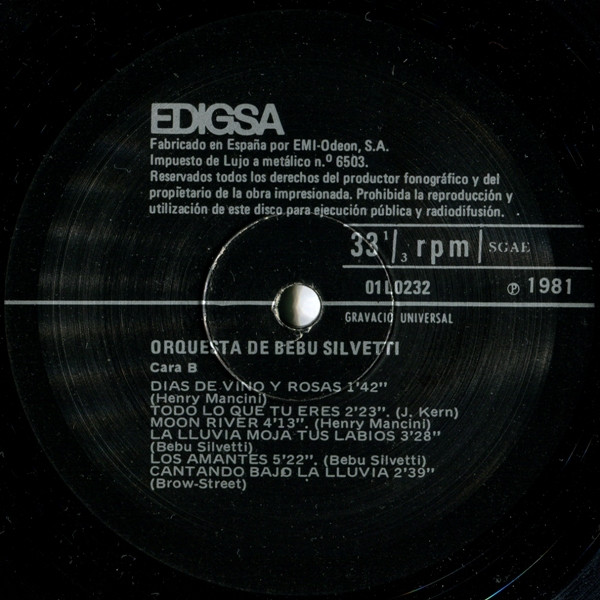 EDIGSA
Fabricado en España por EMI-Odeon, S.A.
Impuesto de Lujo a metálico n.º 6503.
Reservados todos los derechos del productor fonográfico y del
propietario de la obra impresionada. Prohibida la reproducción y
utilización de este disco para ejecución pública y radiodifusión.
33 1/3 rpm SGAE
01L0232 ℗ 1981
GRAVACIÓ UNIVERSAL
ORQUESTA DE BEBU SILVETTI
Cara B
DIAS DE VINO Y ROSAS 1'42"
(Henry Mancini)
TODO LO QUE TU ERES 2'23". (J. Kern)
MOON RIVER 4'13". (Henry Mancini)
LA LLUVIA MOJA TUS LABIOS 3'28"
(Bebu Silvetti)
LOS AMANTES 5'22". (Bebu Silvetti)
CANTANDO BAJO LA LLUVIA 2'39"
(Brow-Street)